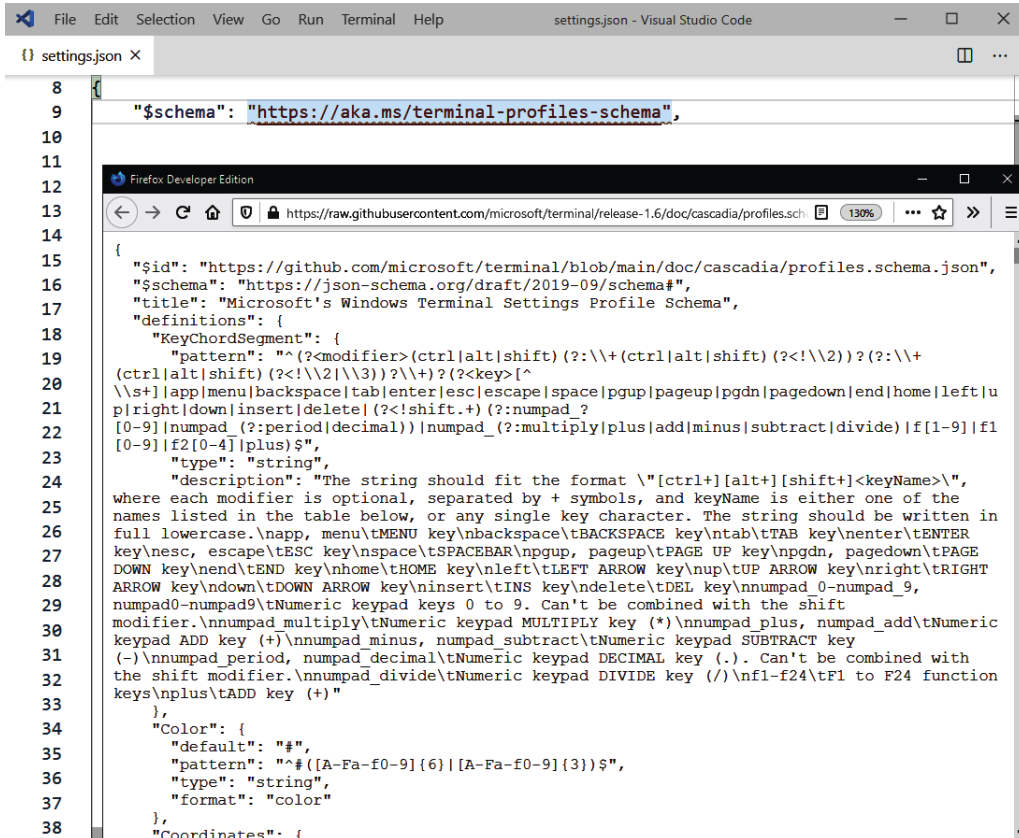 File Edit Selection View Go Run Terminal Help settings.json - Visual Studio Code
{} settings.json ×
8 {
9 "$schema": "https://aka.ms/terminal-profiles-schema",
10
11
12
13
14
15
16
17
18
19
20
21
22
23
24
25
26
27
28
29
30
31
32
33
34
35
36
37
38
Firefox Developer Edition
https://raw.githubusercontent.com/microsoft/terminal/release-1.6/doc/cascadia/profiles.sch 130%
{
"$id": "https://github.com/microsoft/terminal/blob/main/doc/cascadia/profiles.schema.json",
"$schema": "https://json-schema.org/draft/2019-09/schema#",
"title": "Microsoft's Windows Terminal Settings Profile Schema",
"definitions": {
"KeyChordSegment": {
"pattern": "^(?<modifier>(ctrl|alt|shift)(?:\\+(ctrl|alt|shift)(?<!\\2))?(?:\\+
(ctrl|alt|shift)(?<!\\2|\\3))?\\+)?(?<key>[^
\\s+]|app|menu|backspace|tab|enter|esc|escape|space|pgup|pageup|pgdn|pagedown|end|home|left|u
p|right|down|insert|delete|(?<!shift.+)(?:numpad_?
[0-9]|numpad_(?:period|decimal))|numpad_(?:multiply|plus|add|minus|subtract|divide)|f[1-9]|f1
[0-9]|f2[0-4]|plus)$",
"type": "string",
"description": "The string should fit the format \"[ctrl+][alt+][shift+]<keyName>\",
where each modifier is optional, separated by + symbols, and keyName is either one of the
names listed in the table below, or any single key character. The string should be written in
full lowercase.\napp, menu\tMENU key\nbackspace\tBACKSPACE key\ntab\tTAB key\nenter\tENTER
key\nesc, escape\tESC key\nspace\tSPACEBAR\npgup, pageup\tPAGE UP key\npgdn, pagedown\tPAGE
DOWN key\nend\tEND key\nhome\tHOME key\nleft\tLEFT ARROW key\nup\tUP ARROW key\nright\tRIGHT
ARROW key\ndown\tDOWN ARROW key\ninsert\tINS key\ndelete\tDEL key\nnumpad_0-numpad_9,
numpad0-numpad9\tNumeric keypad keys 0 to 9. Can't be combined with the shift
modifier.\nnumpad_multiply\tNumeric keypad MULTIPLY key (*)\nnumpad_plus, numpad_add\tNumeric
keypad ADD key (+)\nnumpad_minus, numpad_subtract\tNumeric keypad SUBTRACT key
(-)\nnumpad_period, numpad_decimal\tNumeric keypad DECIMAL key (.). Can't be combined with
the shift modifier.\nnumpad_divide\tNumeric keypad DIVIDE key (/)\nf1-f24\tF1 to F24 function
keys\nplus\tADD key (+)"
},
"Color": {
"default": "#",
"pattern": "^#([A-Fa-f0-9]{6}|[A-Fa-f0-9]{3})$",
"type": "string",
"format": "color"
},
"Coordinates": {